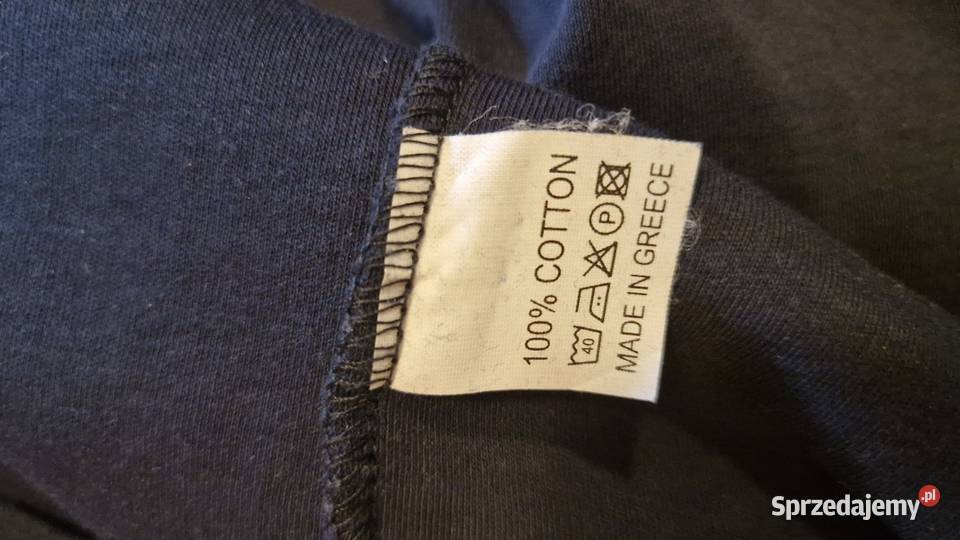 100% COTTON
40 P
MADE IN GREECE
Sprzedajemy.pl